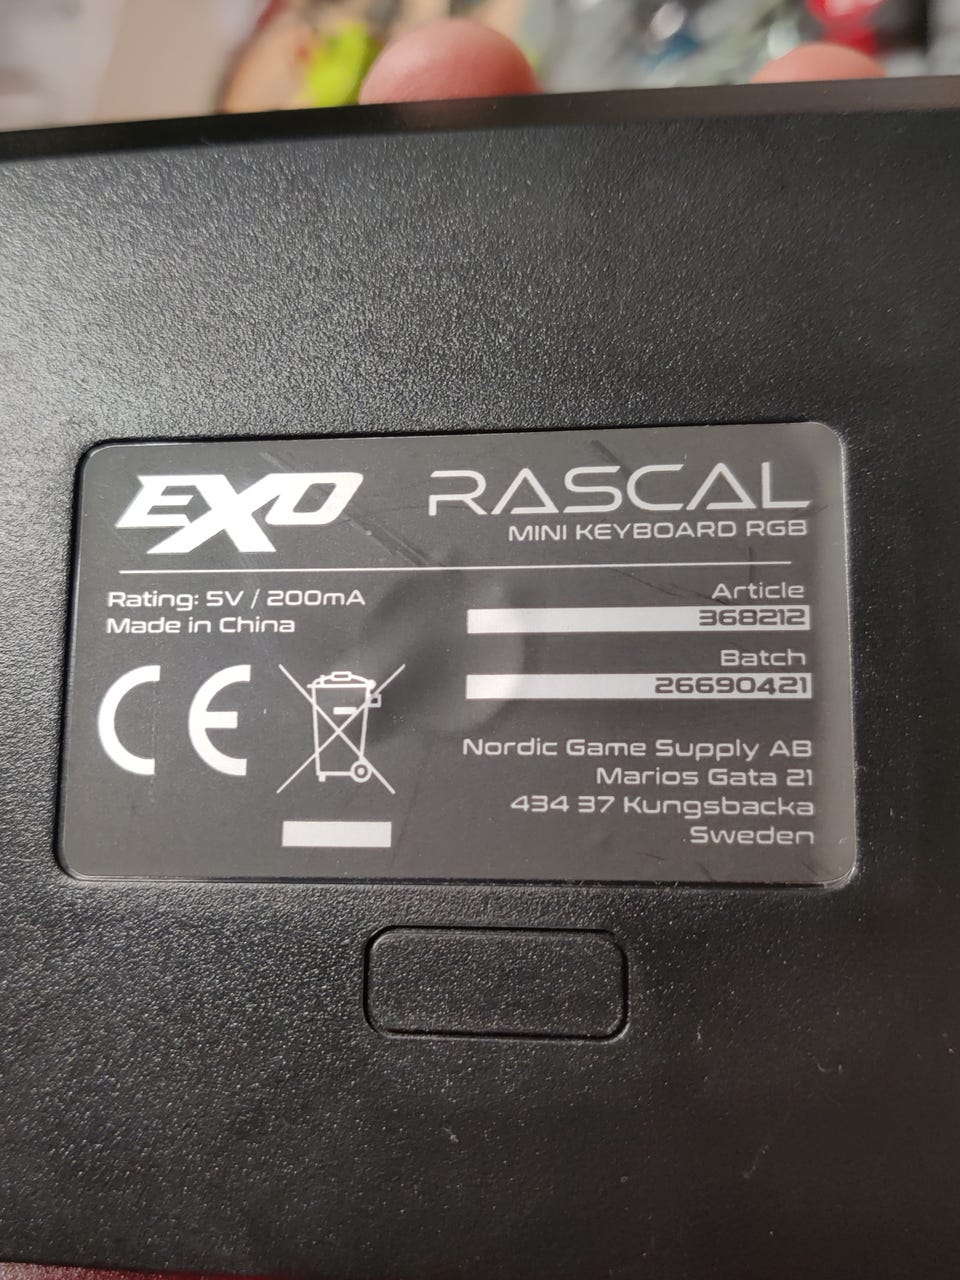 EXO
RASCAL
MINI KEYBOARD RGB
Rating: 5V / 200mA
Made in China
CE
Article
368212
Batch
26690421
Nordic Game Supply AB
Marios Gata 21
434 37 Kungsbacka
Sweden